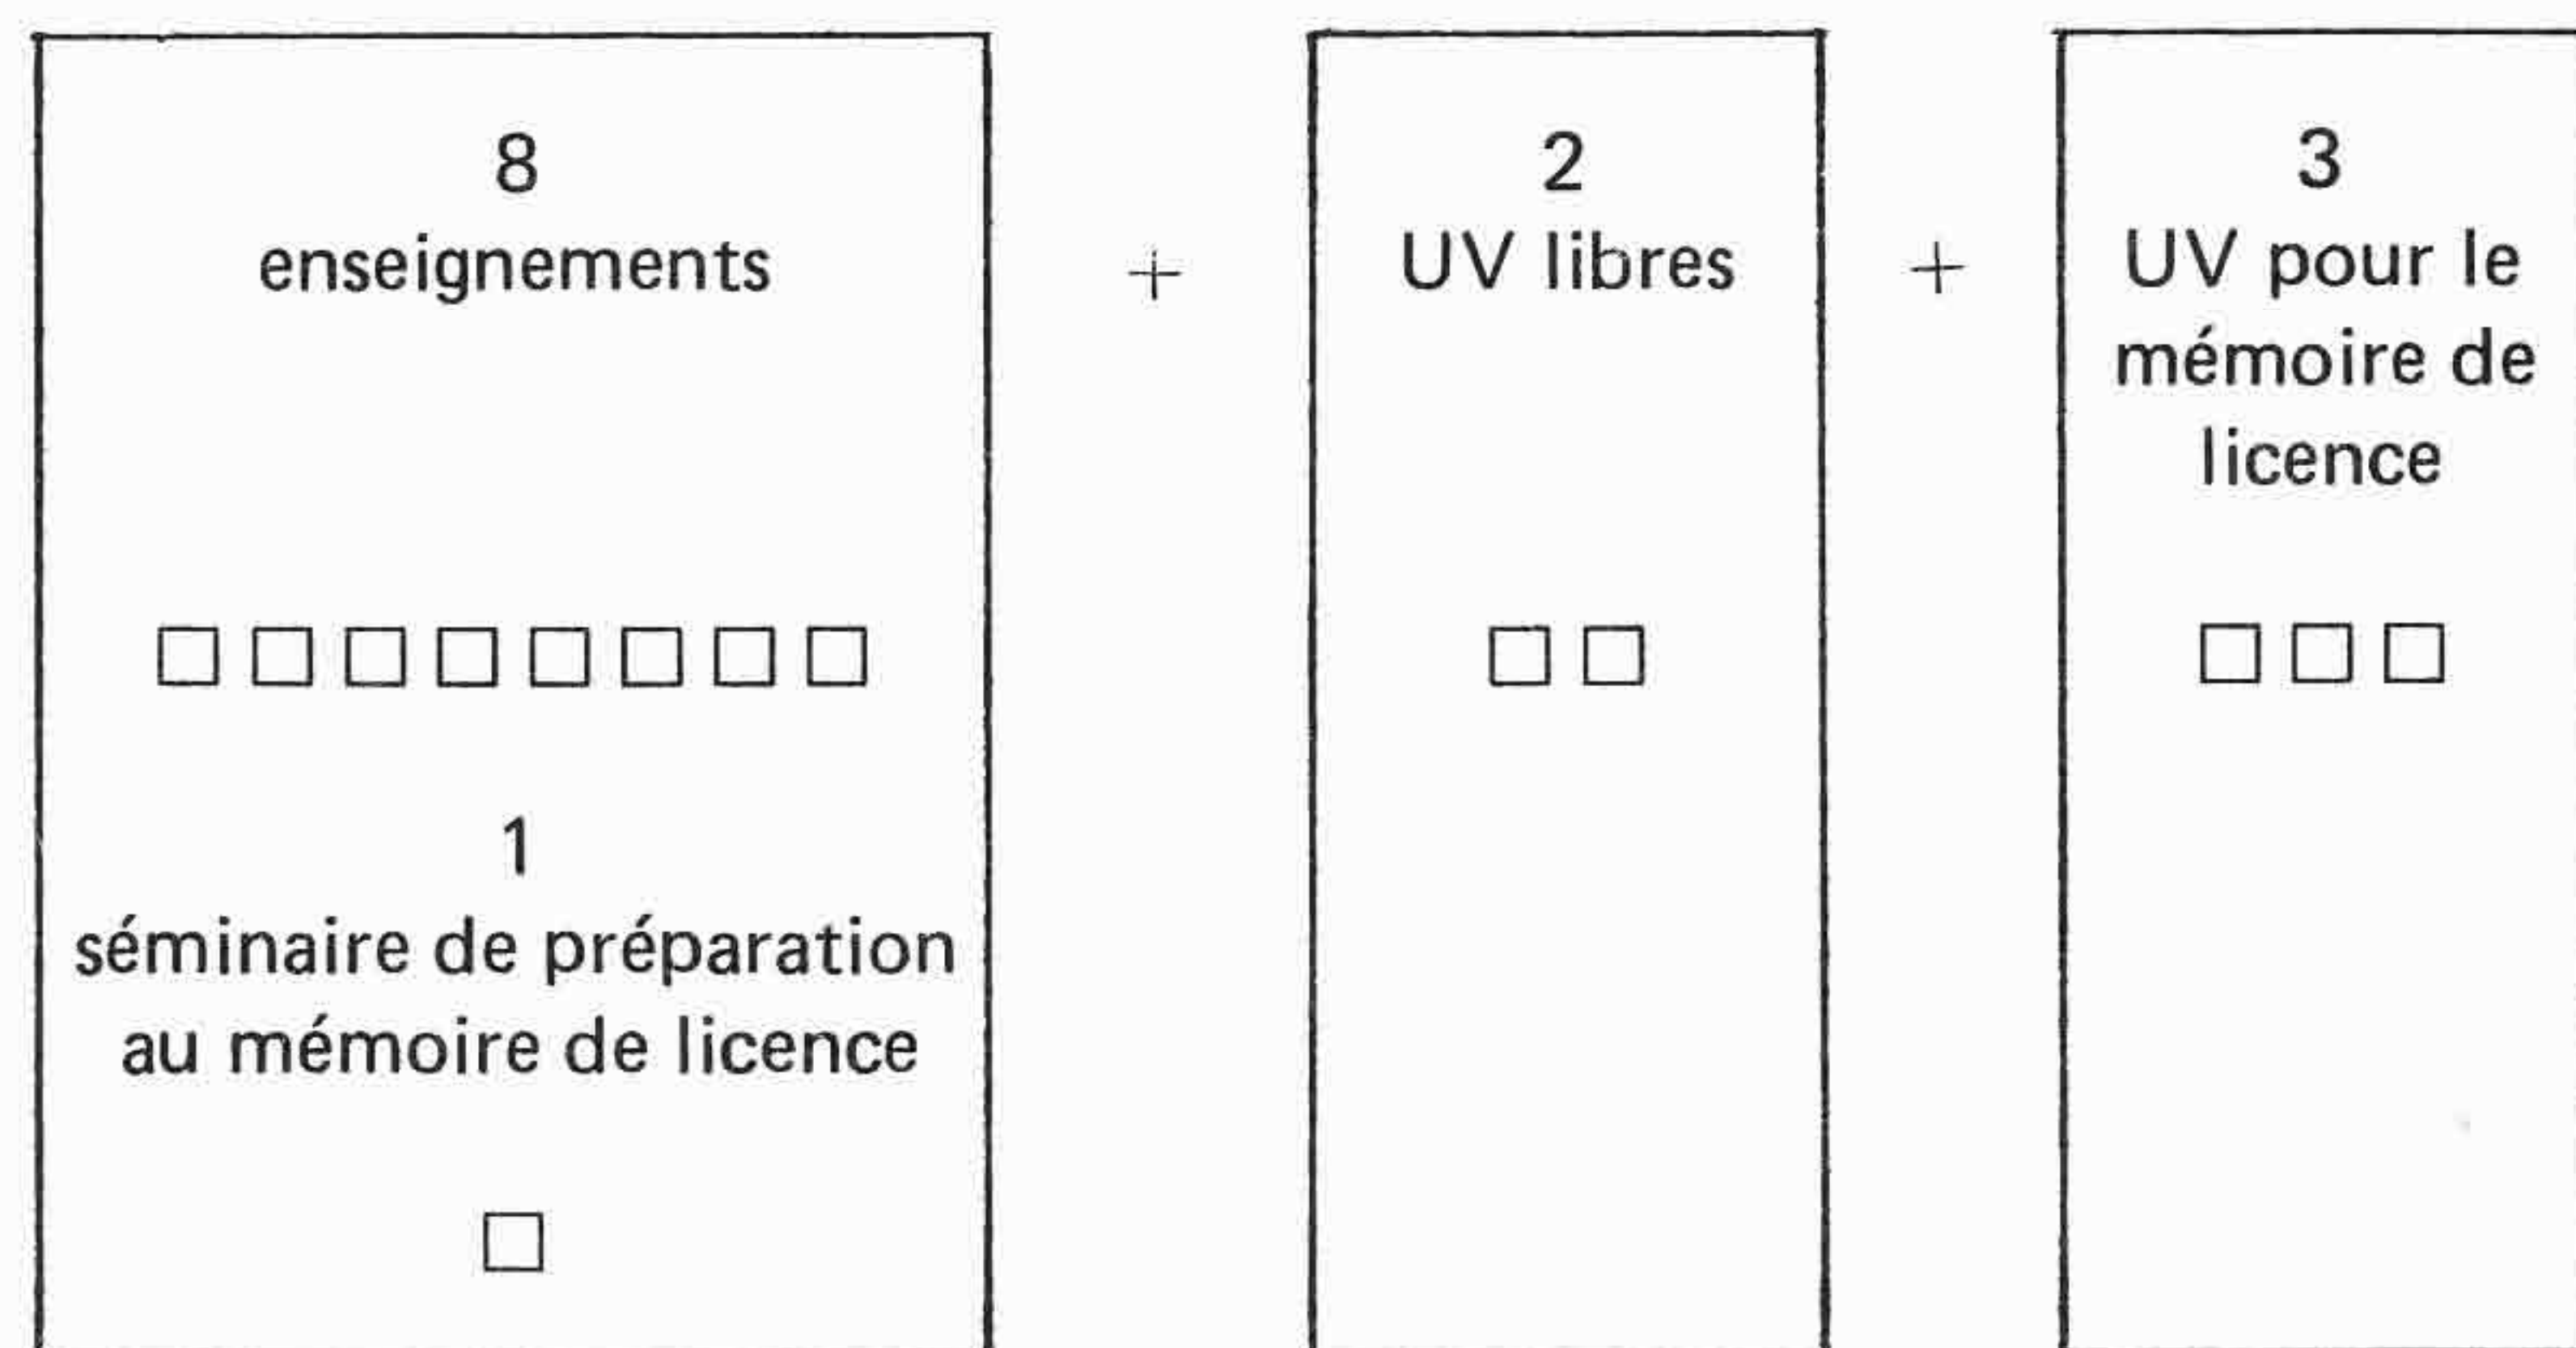 8
enseignements
□ □ □ □ □ □ □ □
1
séminaire de préparation
au mémoire de licence
□
+
2
UV libres
□ □
+
3
UV pour le
mémoire de
licence
□ □ □